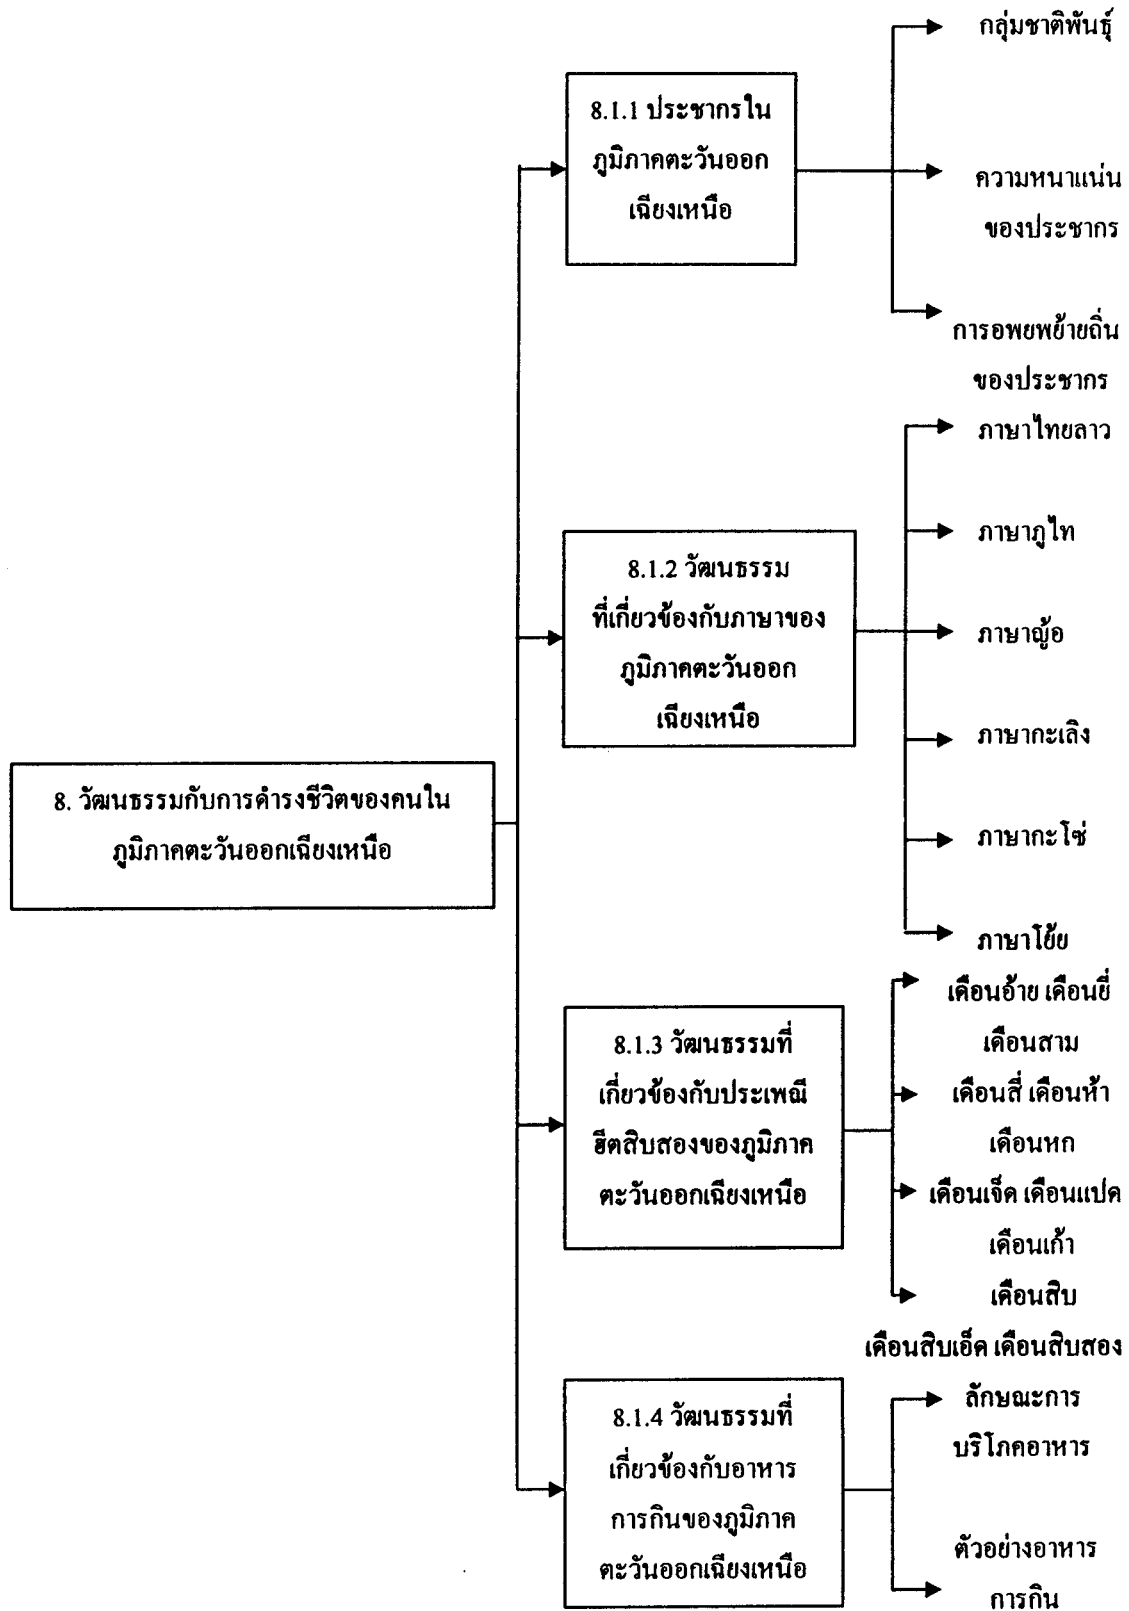 8. วัฒนธรรมกับการดำรงชีวิตของคนใน
ภูมิภาคตะวันออกเฉียงเหนือ
8.1.1 ประชากรใน
ภูมิภาคตะวันออก
เฉียงเหนือ
กลุ่มชาติพันธุ์
ความหนาแน่น
ของประชากร
การอพยพย้ายถิ่น
ของประชากร
8.1.2 วัฒนธรรม
ที่เกี่ยวข้องกับภาษาของ
ภูมิภาคตะวันออก
เฉียงเหนือ
ภาษาไทยลาว
ภาษาภูไท
ภาษาญ้อ
ภาษากะเลิง
ภาษากะโซ่
ภาษาโย้ย
8.1.3 วัฒนธรรมที่
เกี่ยวข้องกับประเพณี
ฮีตสิบสองของภูมิภาค
ตะวันออกเฉียงเหนือ
เดือนอ้าย เดือนยี่
เดือนสาม
เดือนสี่ เดือนห้า
เดือนหก
เดือนเจ็ด เดือนแปด
เดือนเก้า
เดือนสิบ
เดือนสิบเอ็ด เดือนสิบสอง
8.1.4 วัฒนธรรมที่
เกี่ยวข้องกับอาหาร
การกินของภูมิภาค
ตะวันออกเฉียงเหนือ
ลักษณะการ
บริโภคอาหาร
ตัวอย่างอาหาร
การกิน